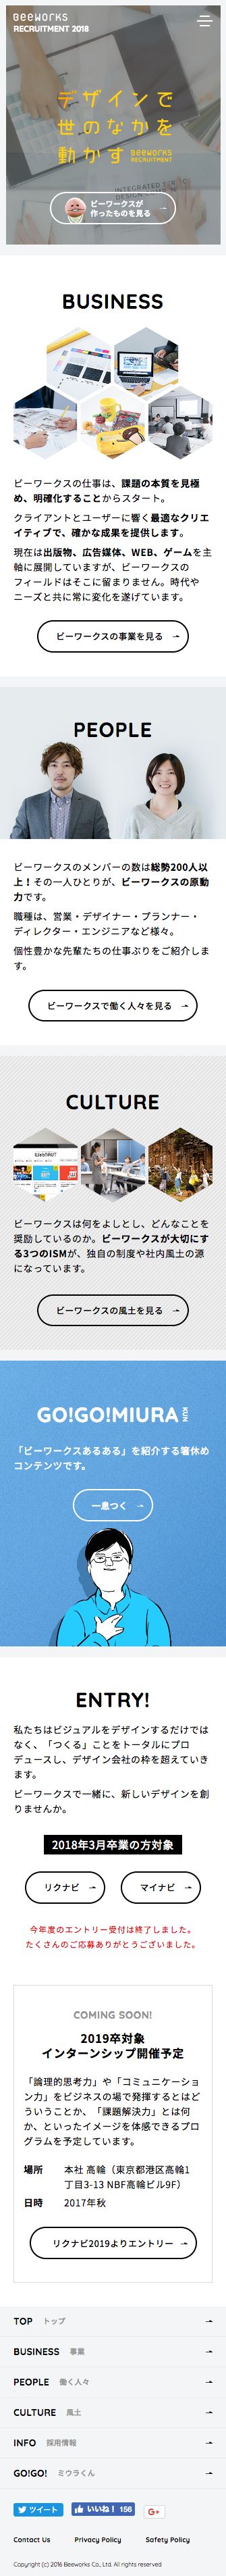 BeeWORKS
RECRUITMENT 2018
デザインで
世のなかを
動かす BeeWORKS
RECRUITMENT
ビーワークスが
作ったものを見る
BUSINESS
ビーワークスの仕事は、課題の本質を見極
め、明確化することからスタート。
クライアントとユーザーに響く最適なクリエ
イティブで、確かな成果を提供します。
現在は出版物、広告媒体、WEB、ゲームを主
軸に展開していますが、ビーワークスの
フィールドはそこに留まりません。時代や
ニーズと共に常に変化を遂げています。
ビーワークスの事業を見る
PEOPLE
ビーワークスのメンバーの数は総勢200人以
上！その一人ひとりが、ビーワークスの原動
力です。
職種は、営業・デザイナー・プランナー・
ディレクター・エンジニアなど様々。
個性豊かな先輩たちの仕事ぶりをご紹介しま
す。
ビーワークスで働く人々を見る
CULTURE
ビーワークスは何をよしとし、どんなことを
奨励しているのか。ビーワークスが大切にす
る3つのISMが、独自の制度や社内風土の源
になっています。
ビーワークスの風土を見る
GO!GO!MIURA KUN
「ビーワークスあるある」を紹介する箸休め
コンテンツです。
一息つく
ENTRY!
私たちはビジュアルをデザインするだけでは
なく、「つくる」ことをトータルにプロ
デュースし、デザイン会社の枠を超えていき
ます。
ビーワークスで一緒に、新しいデザインを創
りませんか。
2018年3月卒業の方対象
リクナビ
マイナビ
今年度のエントリー受付は終了しました。
たくさんのご応募ありがとうございました。
COMING SOON!
2019卒対象
インターンシップ開催予定
「論理的思考力」や「コミュニケーショ
ン力」をビジネスの場で発揮するとはど
ういうことか、「課題解決力」とは何
か、といったイメージを体感できるプロ
グラムを予定しています。
場所 本社 高輪（東京都港区高輪1
丁目3-13 NBF高輪ビル9F）
日時 2017年秋
リクナビ2019よりエントリー
TOP トップ
BUSINESS 事業
PEOPLE 働く人々
CULTURE 風土
INFO 採用情報
GO!GO! ミウラくん
ツイート いいね！ 156 G+
Contact Us Privacy Policy Safety Policy
Copyright (c) 2016 Beeworks Co., Ltd. All rights reserved